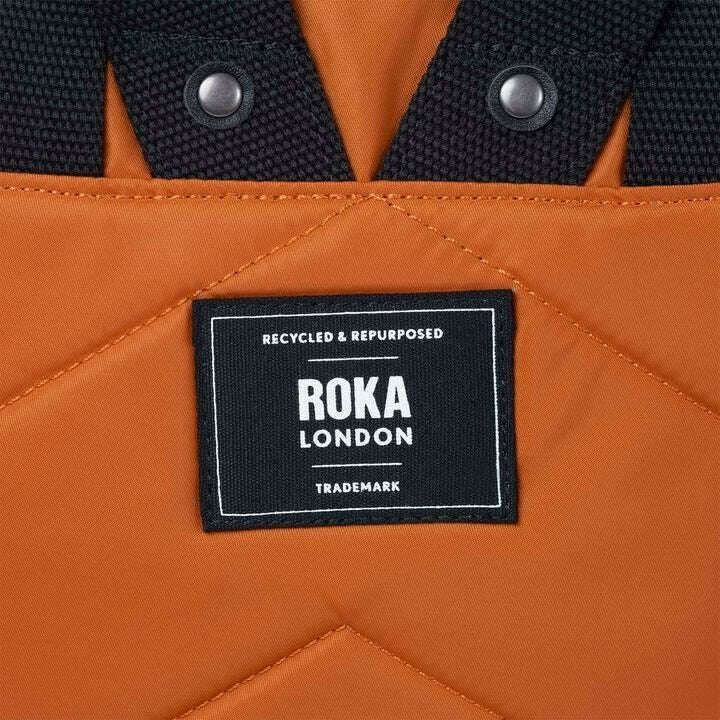 RECYCLED & REPURPOSED
ROKA
LONDON
TRADEMARK